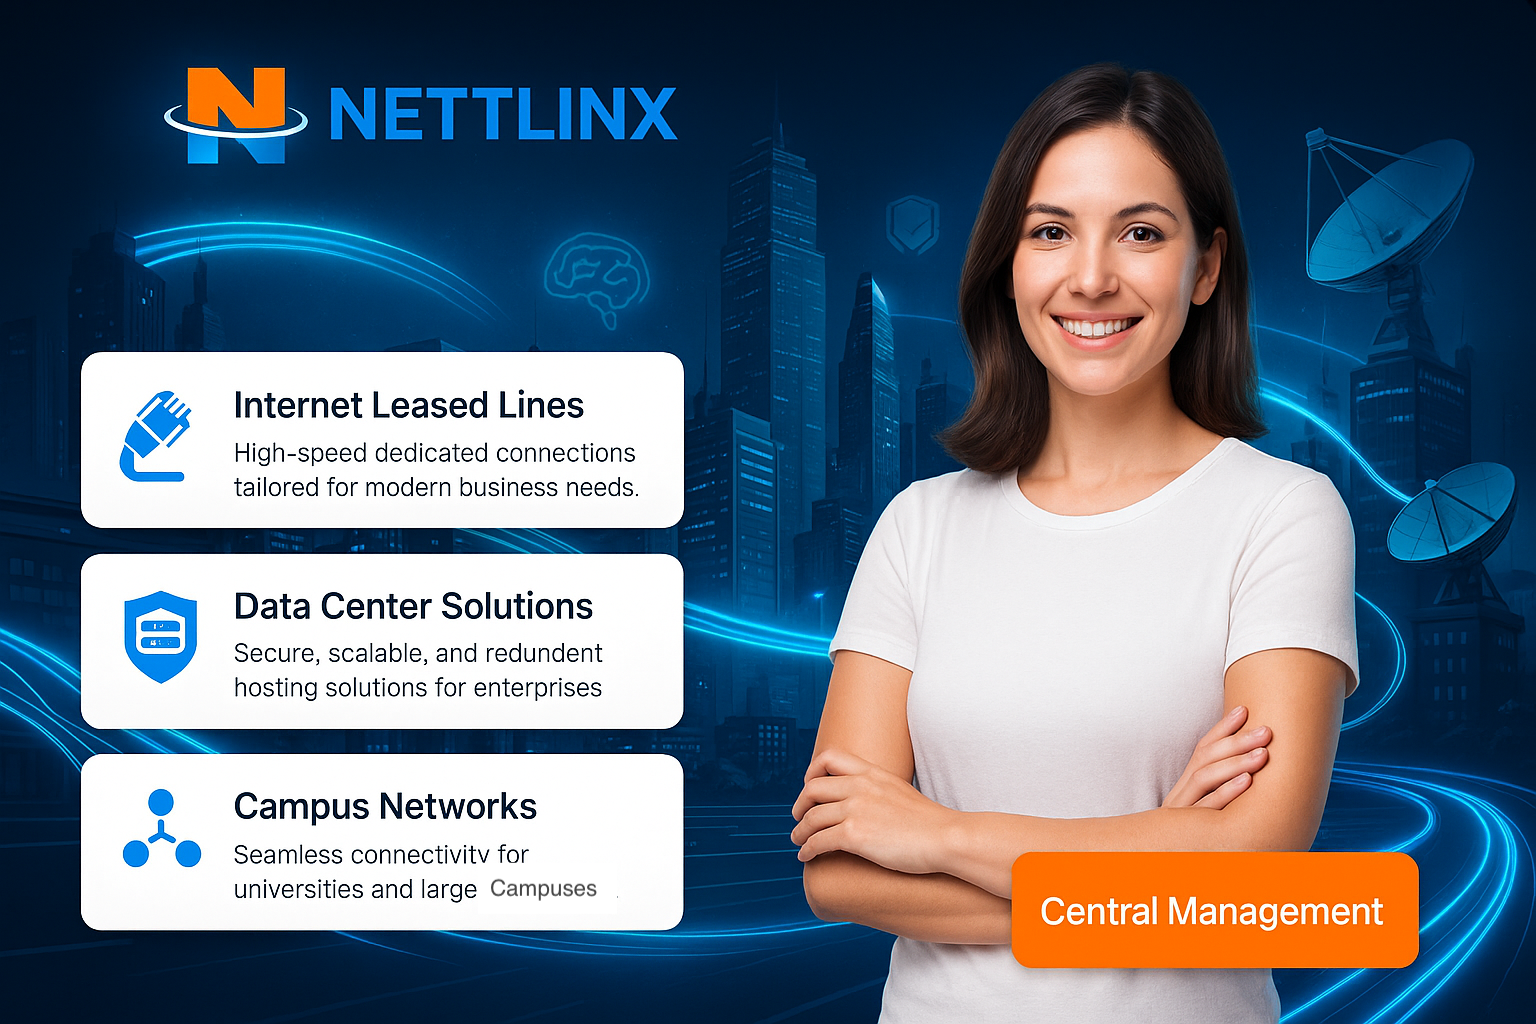 NETTLINX
Internet Leased Lines
High-speed dedicated connections
tailored for modern business needs.
Data Center Solutions
Secure, scalable, and redundent
hosting solutions for enterprises
Campus Networks
Seamless connectivity for
universities and large Campuses .
Central Management